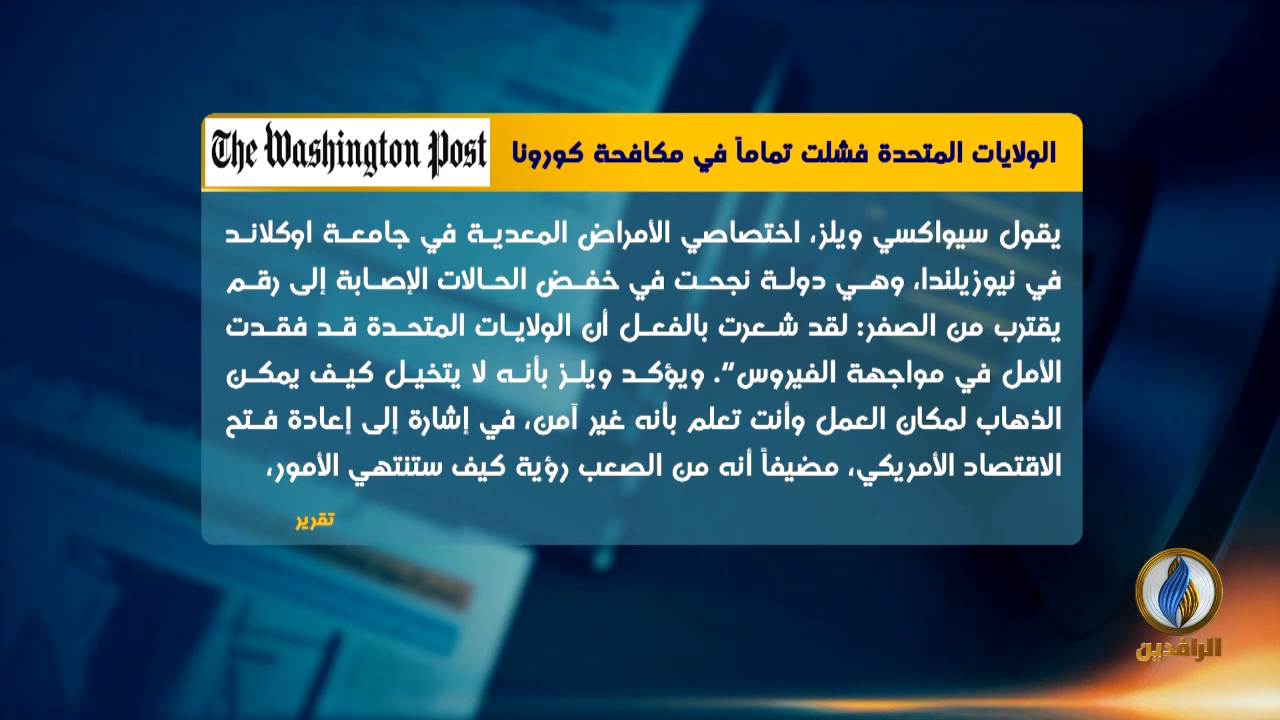 الولايات المتحدة فشلت تماماً في مكافحة كورونا
The Washington Post
يقول سيواكسي ويلز، اختصاصي الأمراض المعدية في جامعة اوكلاند
في نيوزيلندا، وهي دولة نجحت في خفض الحالات الإصابة إلى رقم
يقترب من الصفر: لقد شعرت بالفعل أن الولايات المتحدة قد فقدت
الأمل في مواجهة الفيروس”. ويؤكد ويلز بأنه لا يتخيل كيف يمكن
الذهاب لمكان العمل وأنت تعلم بأنه غير آمن، في إشارة إلى إعادة فتح
الاقتصاد الأمريكي، مضيفاً أنه من الصعب رؤية كيف ستنتهي الأمور،
تقرير
الرافدين